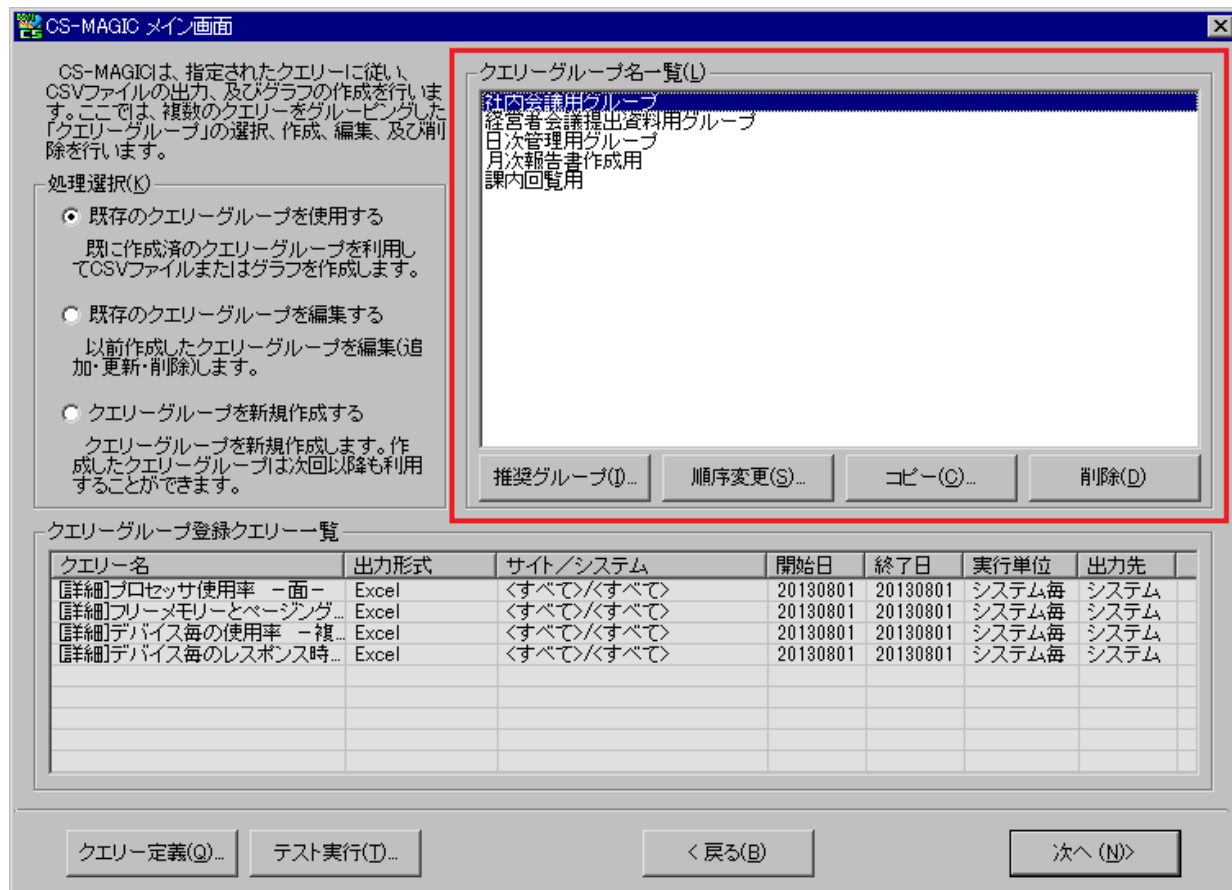 CS-MAGIC メイン画面
CS-MAGICは、指定されたクエリーに従い、
CSVファイルの出力、及びグラフの作成を行いま
す。ここでは、複数のクエリーをグルーピングした
「クエリーグループ」の選択、作成、編集、及び削
除を行います。
処理選択(K)
既存のクエリーグループを使用する
既に作成済のクエリーグループを利用し
てCSVファイルまたはグラフを作成します。
既存のクエリーグループを編集する
以前作成したクエリーグループを編集(追
加・更新・削除)します。
クエリーグループを新規作成する
クエリーグループを新規作成します。作
成したクエリーグループは次回以降も利用
することができます。
クエリーグループ名一覧(L)
社内会議用グループ
経営者会議提出資料用グループ
日次管理用グループ
月次報告書作成用
課内回覧用
推奨グループ(I)... 順序変更(S)... コピー(C)... 削除(D)
クエリーグループ登録クエリー一覧
クエリー名 出力形式 サイト/システム 開始日 終了日 実行単位 出力先
[詳細]プロセッサ使用率 -面- Excel <すべて>/<すべて> 20130801 20130801 システム毎 システム
[詳細]フリーメモリーとページング... Excel <すべて>/<すべて> 20130801 20130801 システム毎 システム
[詳細]デバイス毎の使用率 -複... Excel <すべて>/<すべて> 20130801 20130801 システム毎 システム
[詳細]デバイス毎のレスポンス時... Excel <すべて>/<すべて> 20130801 20130801 システム毎 システム
クエリー定義(Q)... テスト実行(T)... < 戻る(B) 次へ (N)>